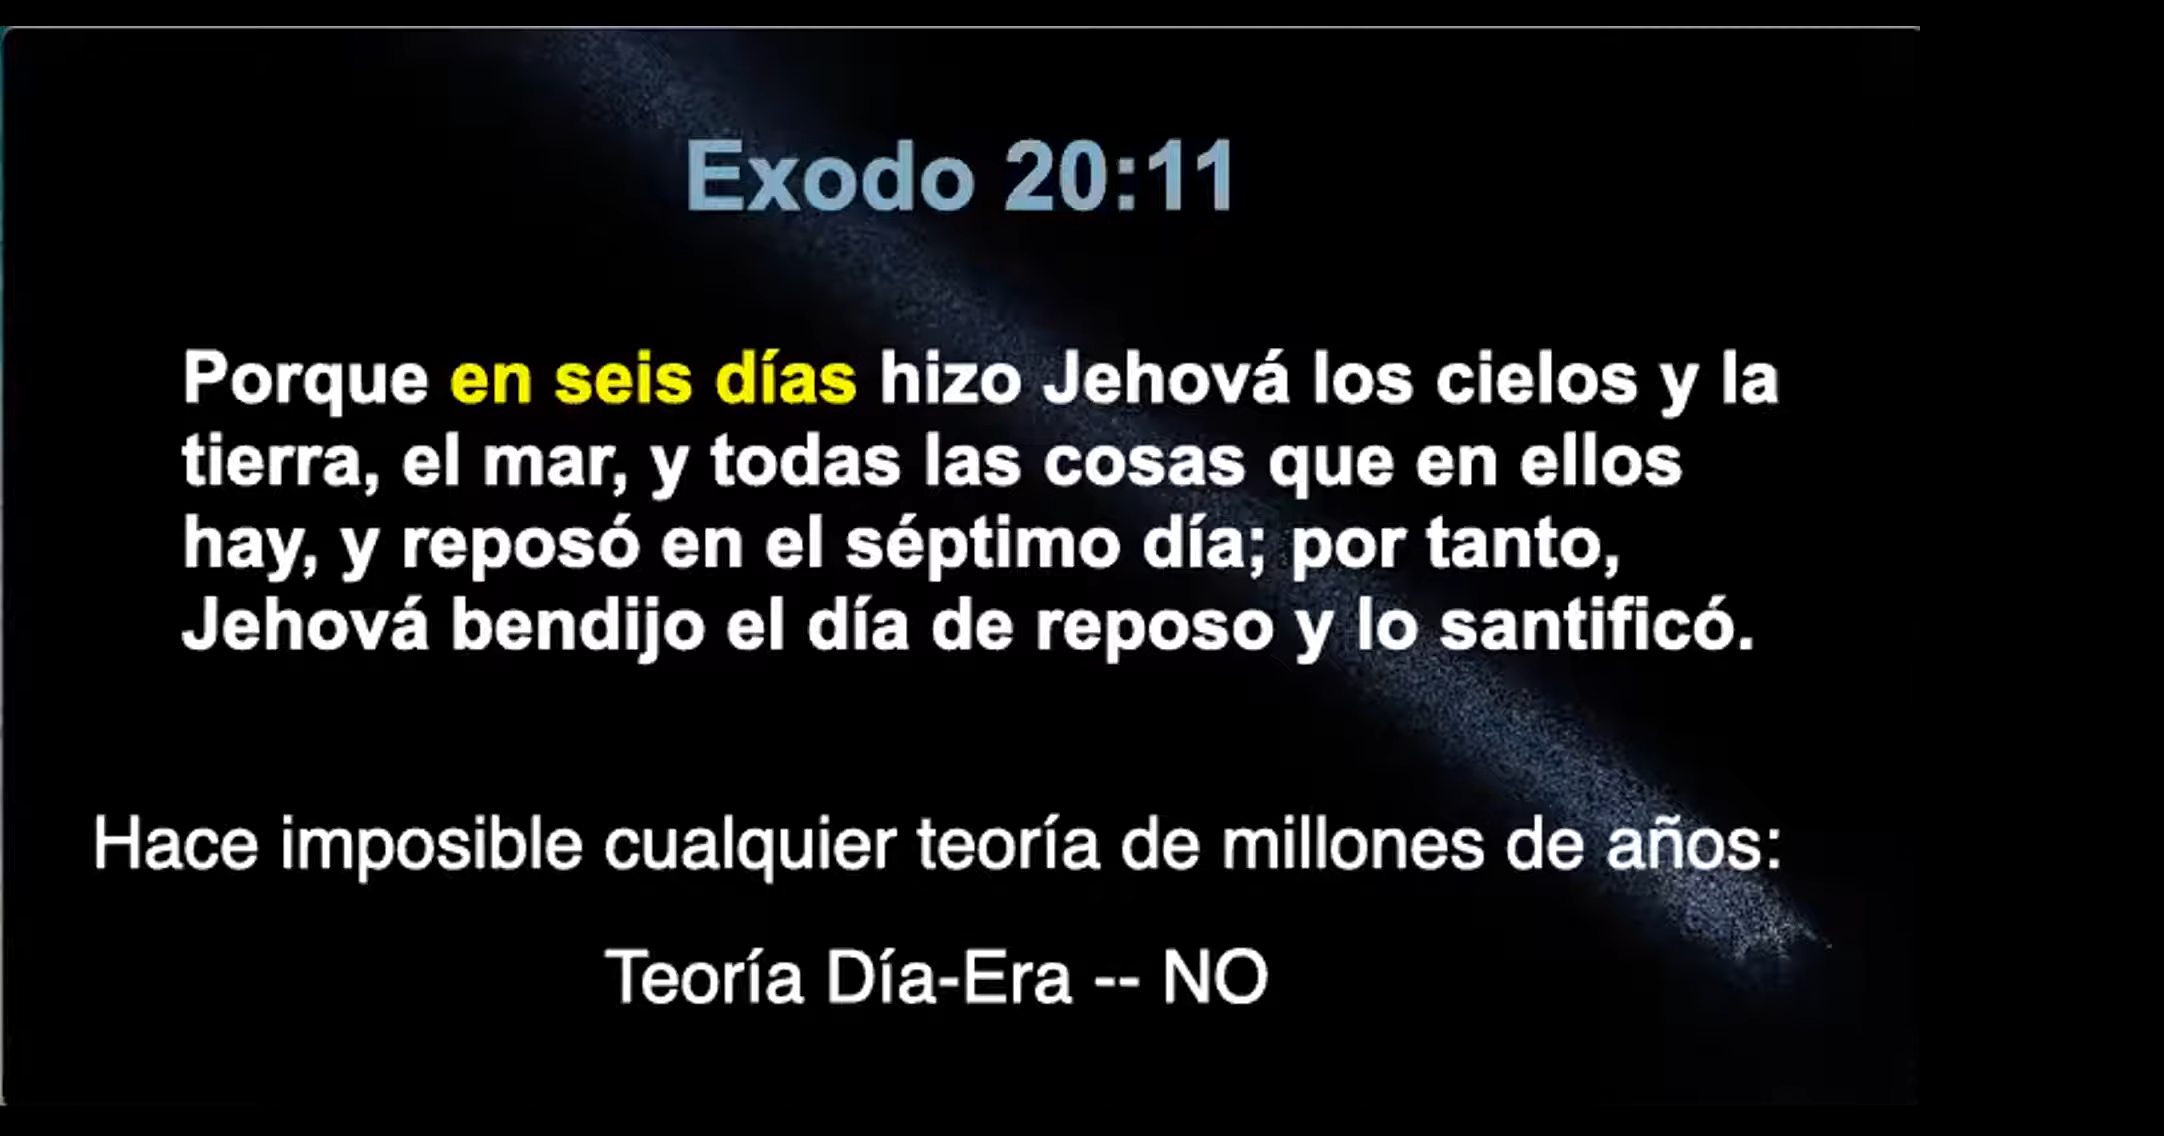 Exodo 20:11
Porque en seis días hizo Jehová los cielos y la
tierra, el mar, y todas las cosas que en ellos
hay, y reposó en el séptimo día; por tanto,
Jehová bendijo el día de reposo y lo santificó.
Hace imposible cualquier teoría de millones de años:
Teoría Día-Era -- NO